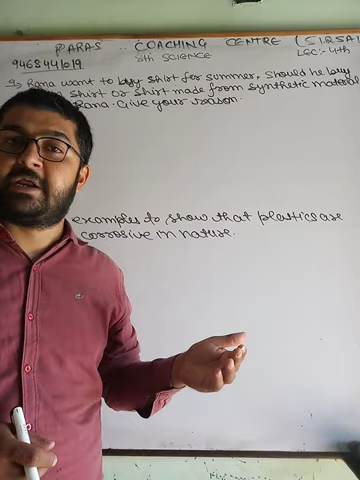 PARAS COACHING CENTRE (SIRSA)
9468441019 8th SCIENCE LEC:- 4th
Rana want to buy shirt for summer. Should he buy
shirt or shirt made from synthetic material
Rana. Give your reason.
examples to show that plastics are
corrosive in nature.